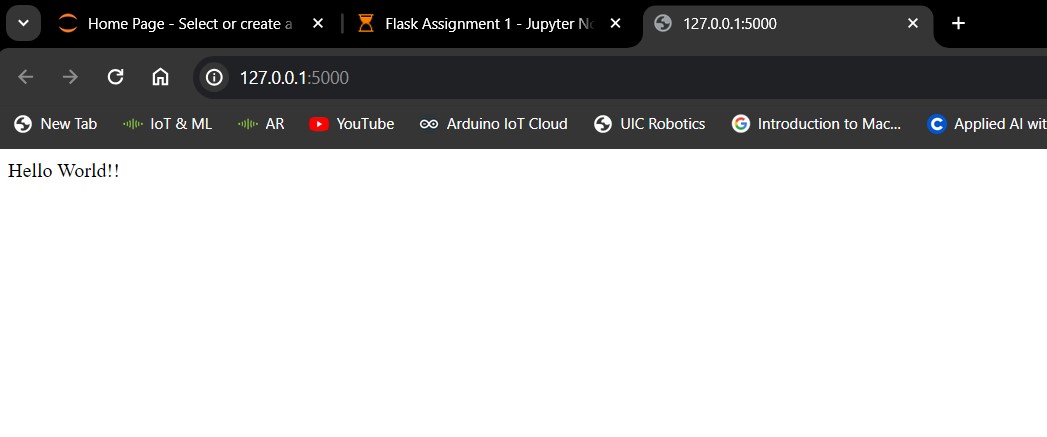 Home Page - Select or create a Flask Assignment 1 - Jupyter No 127.0.0.1:5000
127.0.0.1:5000
New Tab IoT & ML AR YouTube Arduino IoT Cloud UIC Robotics Introduction to Mac... Applied AI wit
Hello World!!